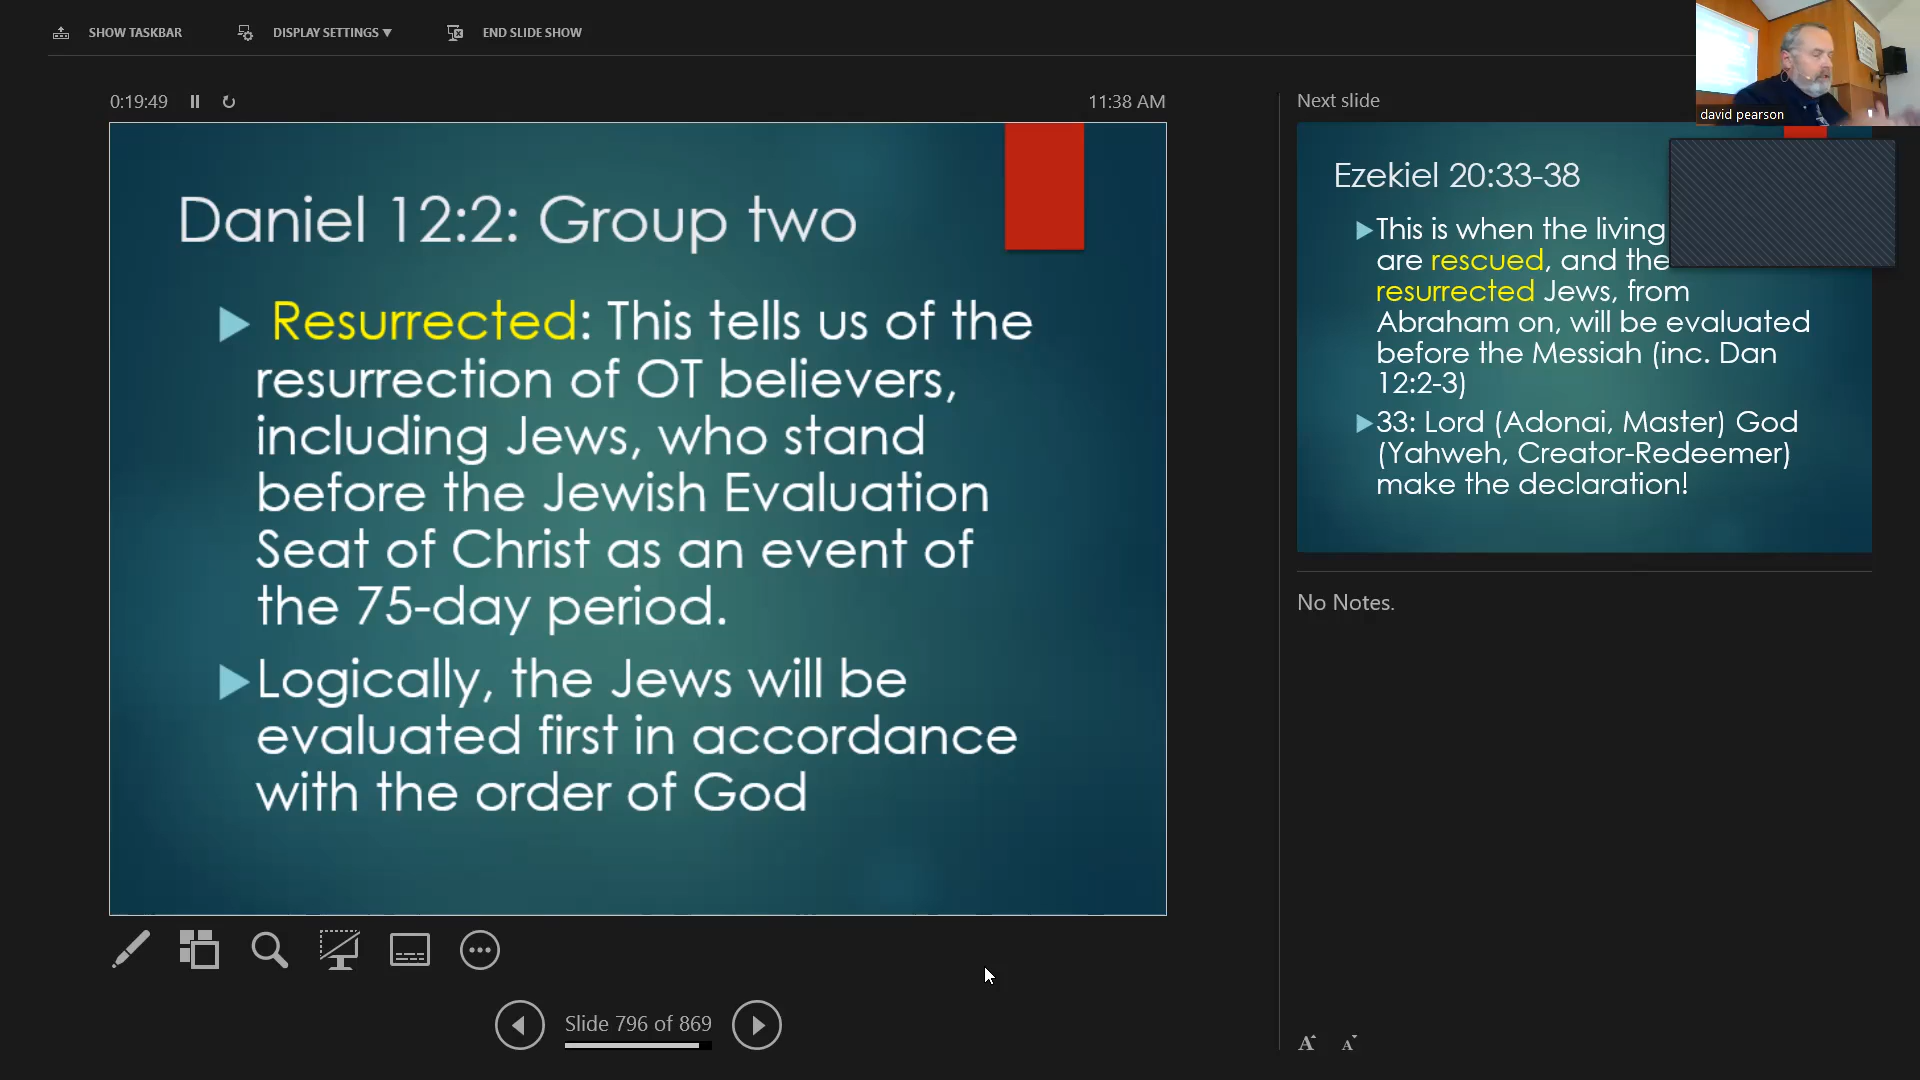 SHOW TASKBAR
DISPLAY SETTINGS ▼
END SLIDE SHOW
0:19:49
11:38 AM
Daniel 12:2: Group two
Resurrected: This tells us of the
resurrection of OT believers,
including Jews, who stand
before the Jewish Evaluation
Seat of Christ as an event of
the 75-day period.
Logically, the Jews will be
evaluated first in accordance
with the order of God
Slide 796 of 869
Next slide
david pearson
Ezekiel 20:33-38
This is when the living
are rescued, and the
resurrected Jews, from
Abraham on, will be evaluated
before the Messiah (inc. Dan
12:2-3)
33: Lord (Adonai, Master) God
(Yahweh, Creator-Redeemer)
make the declaration!
No Notes.
A A